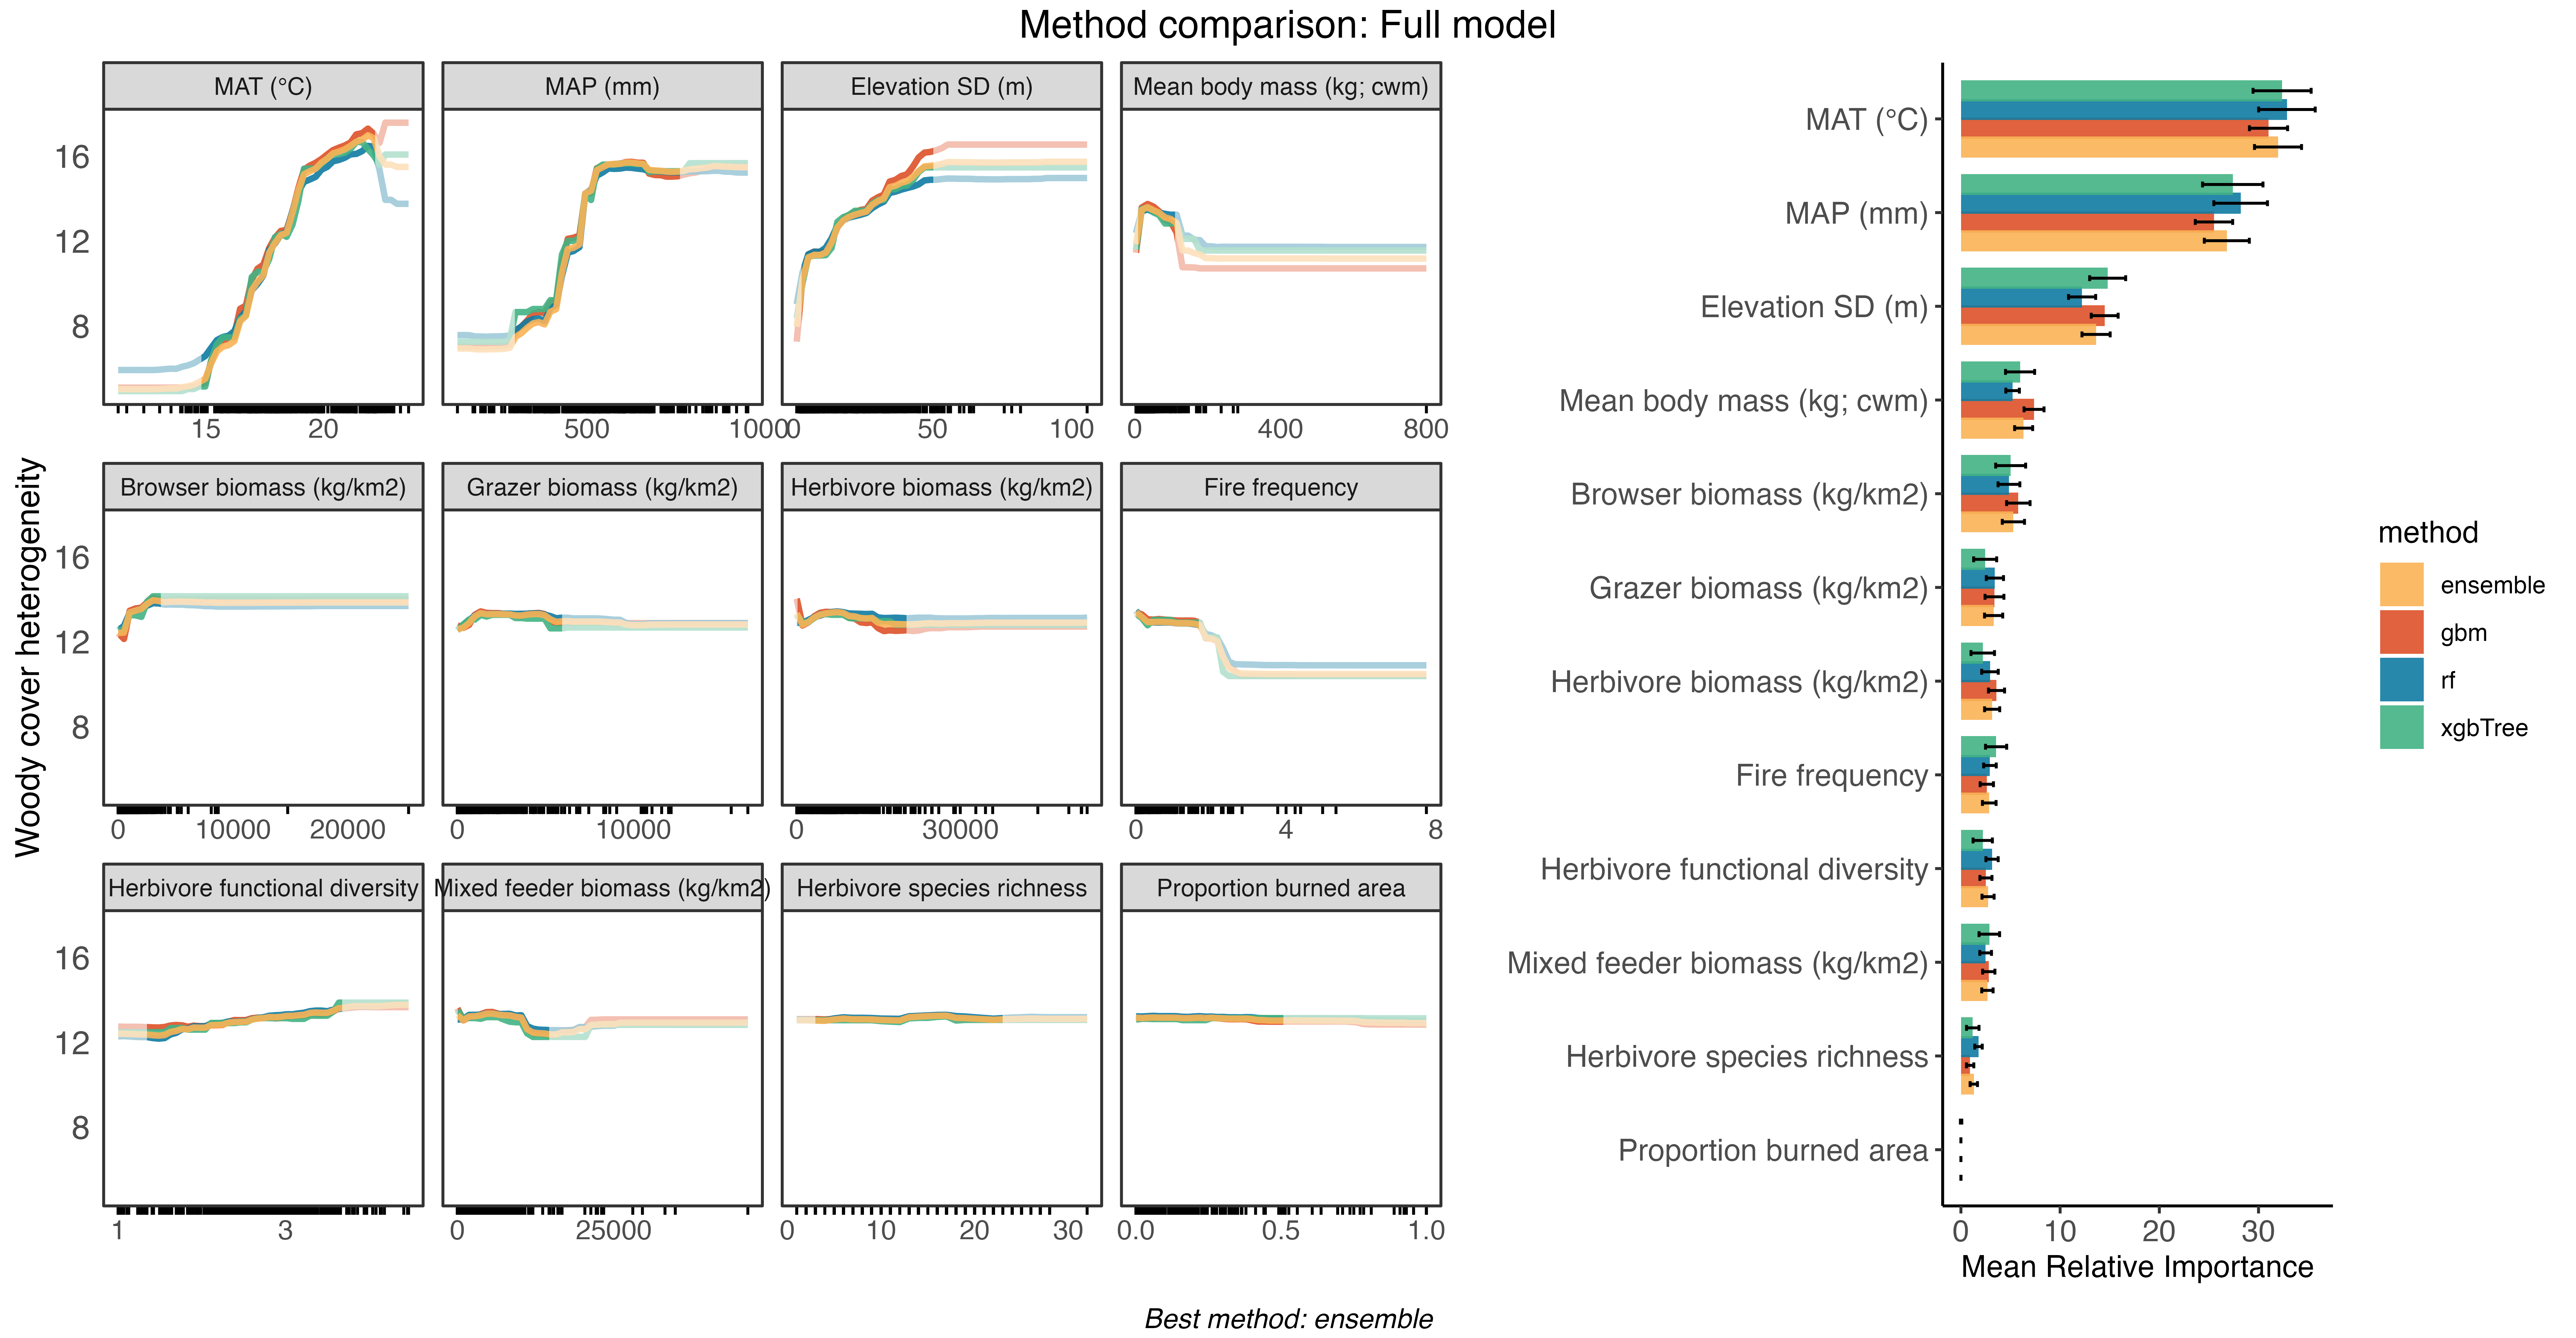 Method comparison: Full model
Woody cover heterogeneity
MAT (°C)
MAP (mm)
Elevation SD (m)
Mean body mass (kg; cwm)
16
12
8
15
20
500
1000
0
50
100
0
400
800
Browser biomass (kg/km2)
Grazer biomass (kg/km2)
Herbivore biomass (kg/km2)
Fire frequency
16
12
8
0
10000
20000
0
10000
0
30000
0
4
8
Herbivore functional diversity
Mixed feeder biomass (kg/km2)
Herbivore species richness
Proportion burned area
16
12
8
1
3
0
25000
0
10
20
30
0.0
0.5
1.0
MAT (°C)
MAP (mm)
Elevation SD (m)
Mean body mass (kg; cwm)
Browser biomass (kg/km2)
Grazer biomass (kg/km2)
Herbivore biomass (kg/km2)
Fire frequency
Herbivore functional diversity
Mixed feeder biomass (kg/km2)
Herbivore species richness
Proportion burned area
0
10
20
30
Mean Relative Importance
method
ensemble
gbm
rf
xgbTree
Best method: ensemble